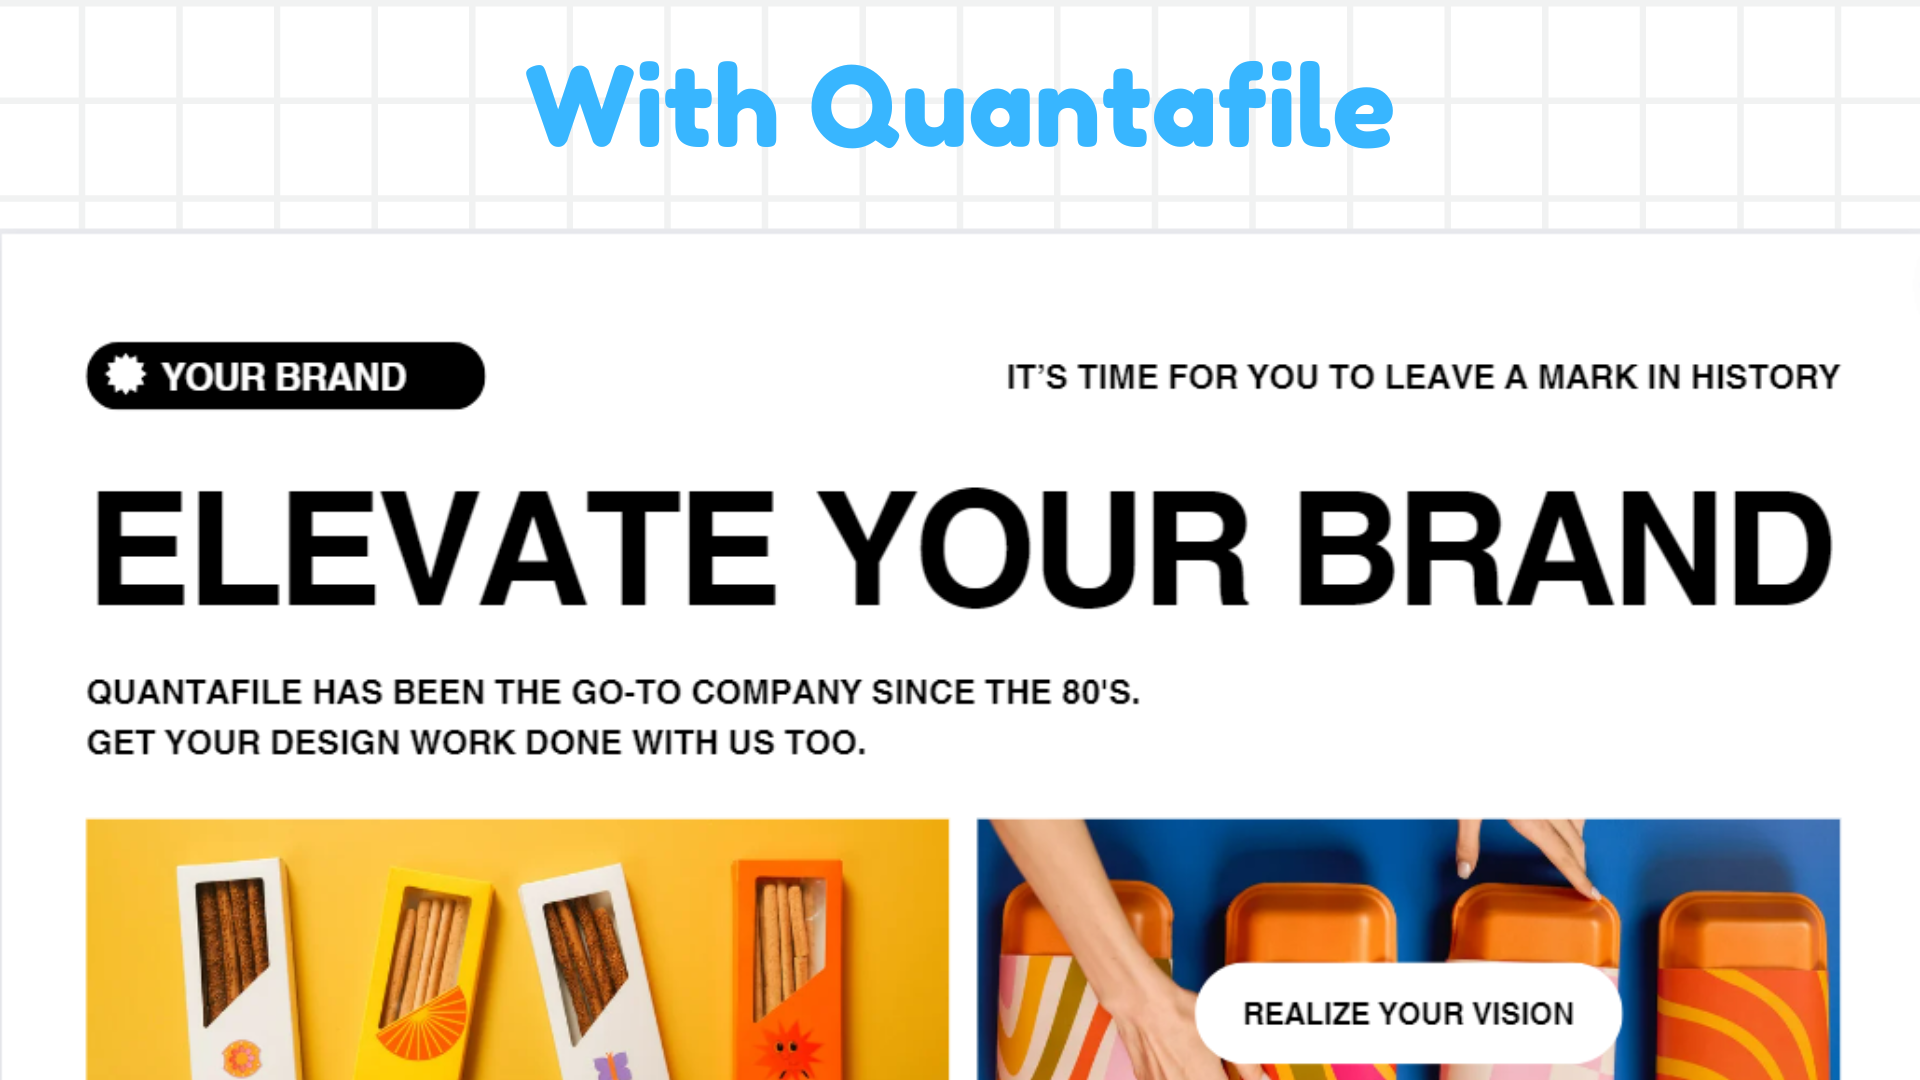 With Quantafile
YOUR BRAND
IT’S TIME FOR YOU TO LEAVE A MARK IN HISTORY
ELEVATE YOUR BRAND
QUANTAFILE HAS BEEN THE GO-TO COMPANY SINCE THE 80'S.
GET YOUR DESIGN WORK DONE WITH US TOO.
REALIZE YOUR VISION